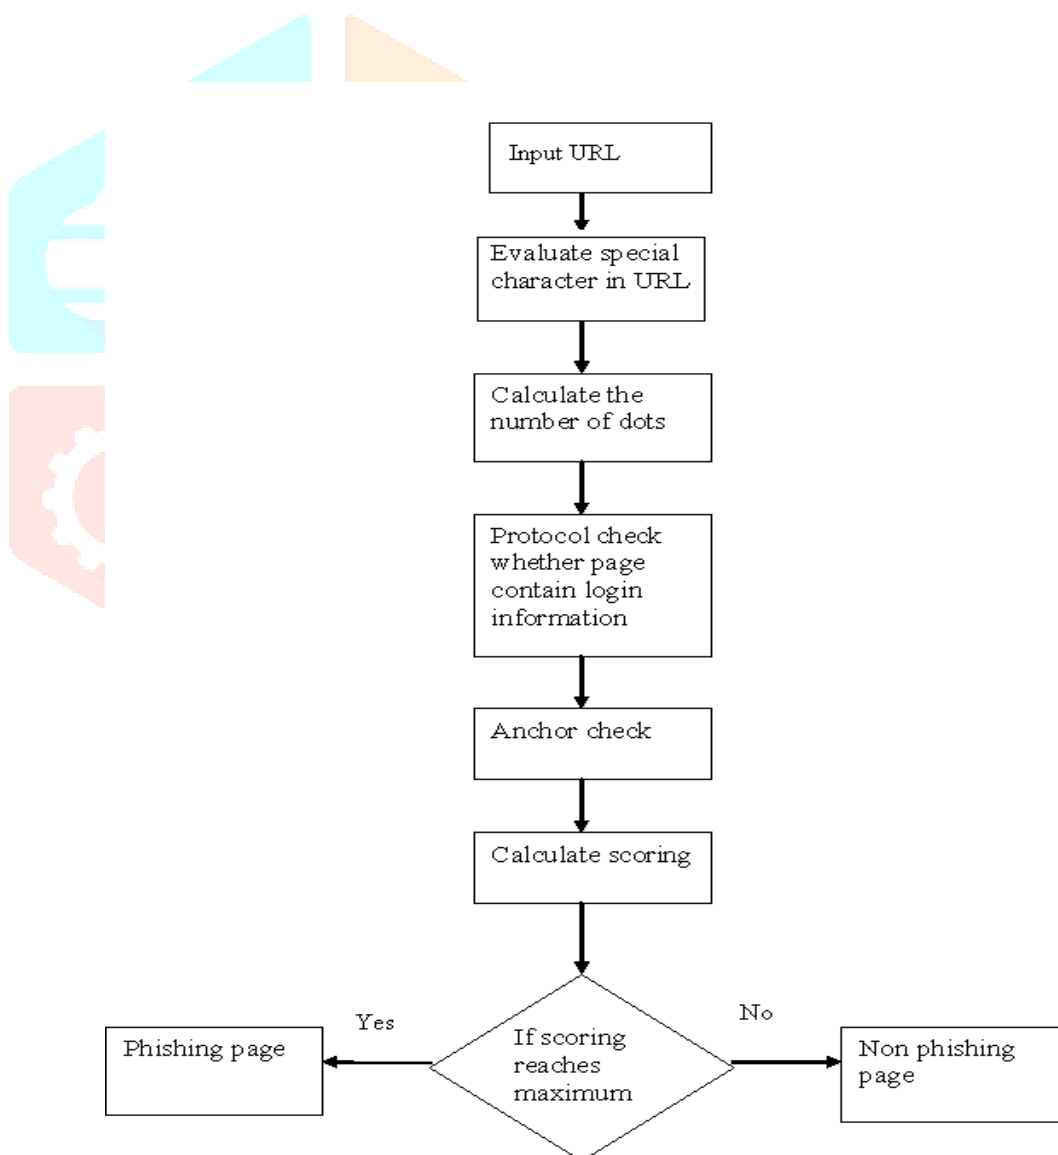 Input URL
Evaluate special
character in URL
Calculate the
number of dots
Protocol check
whether page
contain login
information
Anchor check
Calculate scoring
If scoring
reaches
maximum
Yes
Phishing page
No
Non phishing
page